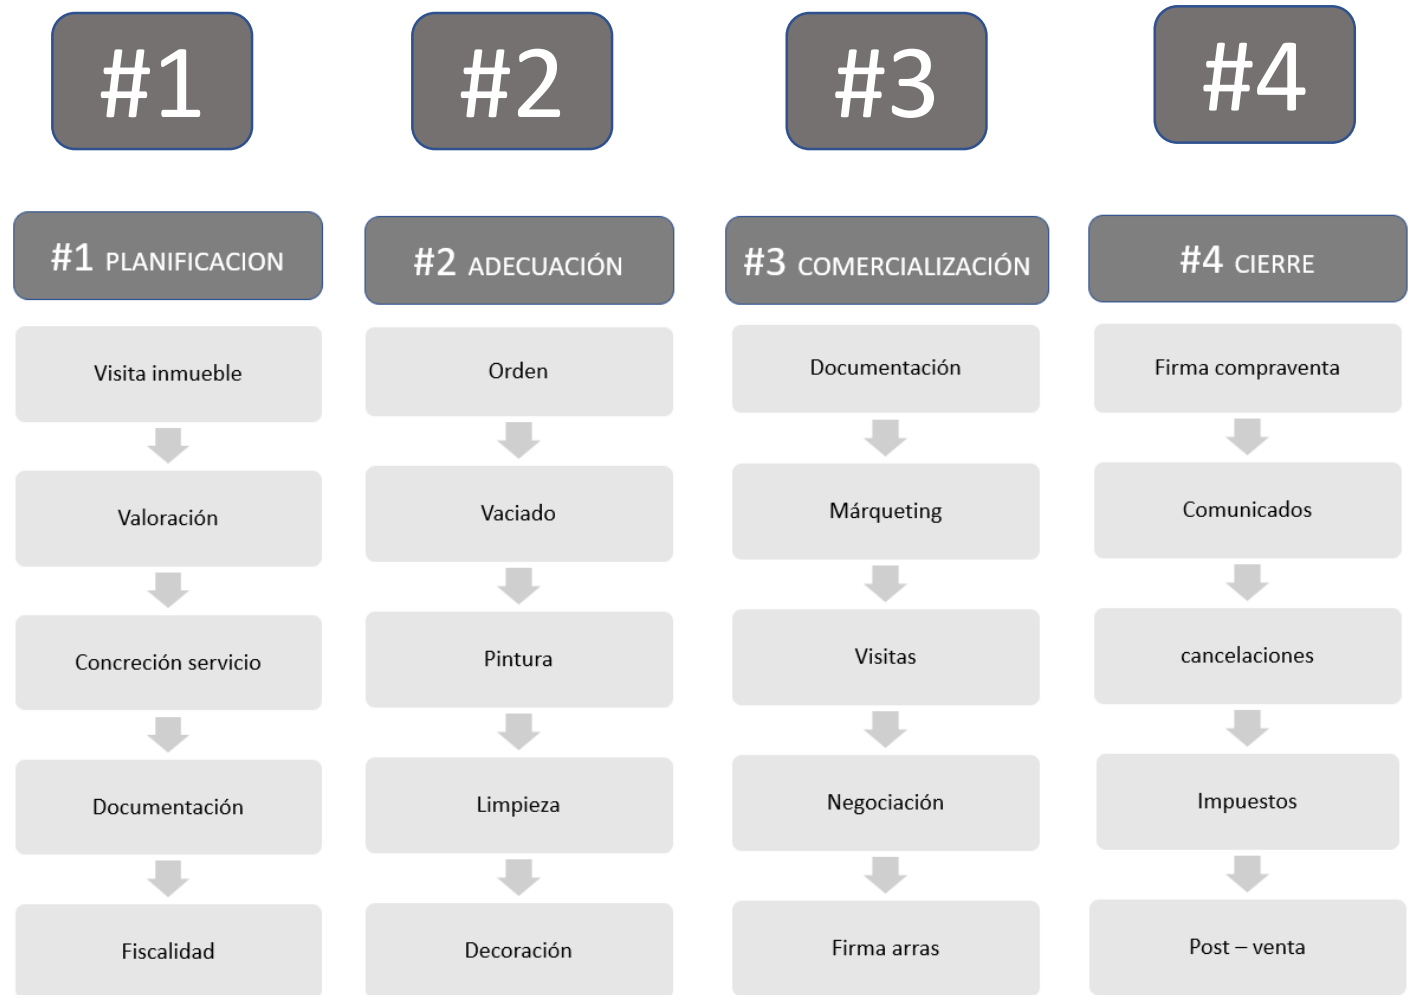 #1
#2
#3
#4
#1 PLANIFICACION
Visita inmueble
Valoración
Concreción servicio
Documentación
Fiscalidad
#2 ADECUACIÓN
Orden
Vaciado
Pintura
Limpieza
Decoración
#3 COMERCIALIZACIÓN
Documentación
Márqueting
Visitas
Negociación
Firma arras
#4 CIERRE
Firma compraventa
Comunicados
cancelaciones
Impuestos
Post – venta